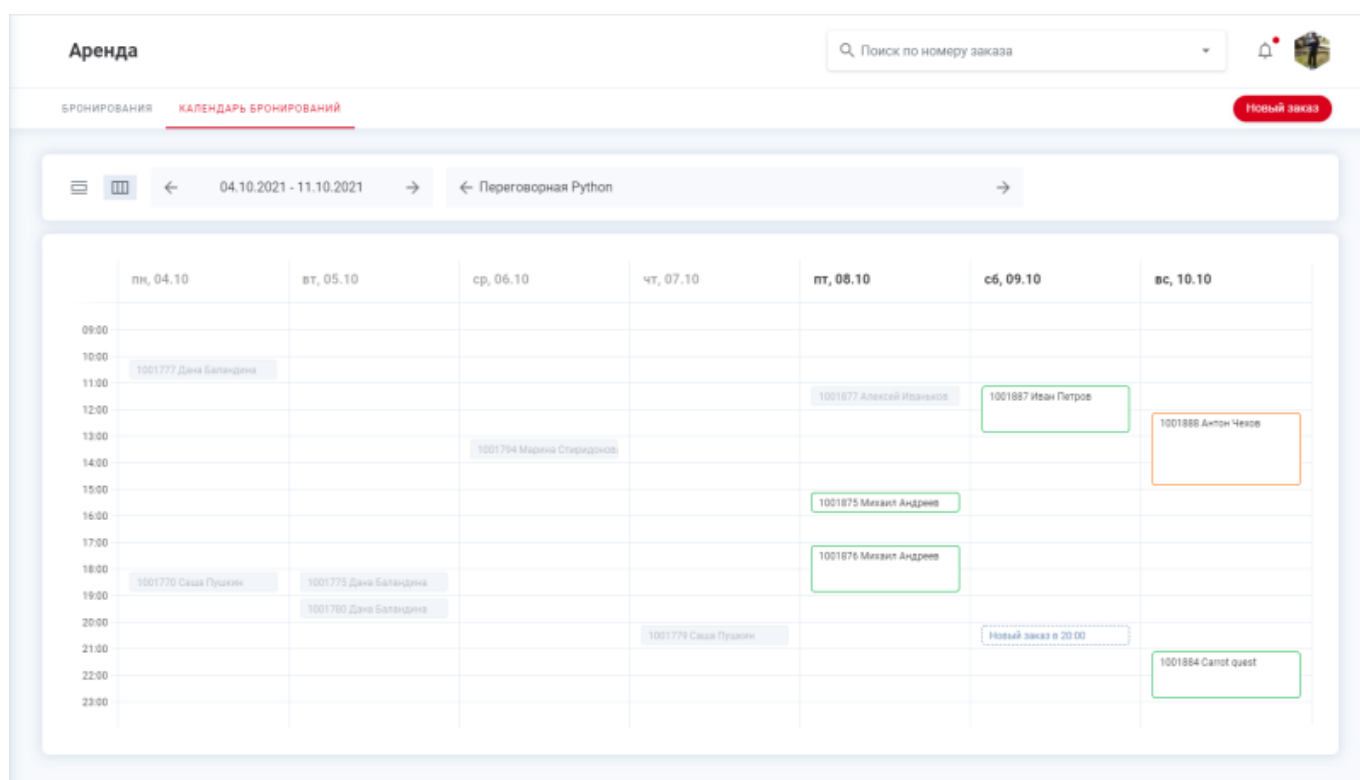 Аренда
Поиск по номеру заказа
БРОНИРОВАНИЯ КАЛЕНДАРЬ БРОНИРОВАНИЙ Новый заказ
04.10.2021 - 11.10.2021 Переговорная Python
пн, 04.10 вт, 05.10 ср, 06.10 чт, 07.10 пт, 08.10 сб, 09.10 вс, 10.10
09:00
10:00
1001777 Дана Баландина
11:00
1001877 Алексей Иваньков 1001887 Иван Петров
12:00
1001888 Антон Чехов
13:00
1001794 Марина Спиридонова
14:00
15:00
1001875 Михаил Андреев
16:00
17:00
1001876 Михаил Андреев
18:00
1001770 Саша Пушкин 1001775 Дана Баландина
19:00
1001780 Дана Баландина
20:00
1001779 Саша Пушкин Новый заказ в 20:00
21:00
1001884 Carrot quest
22:00
23:00